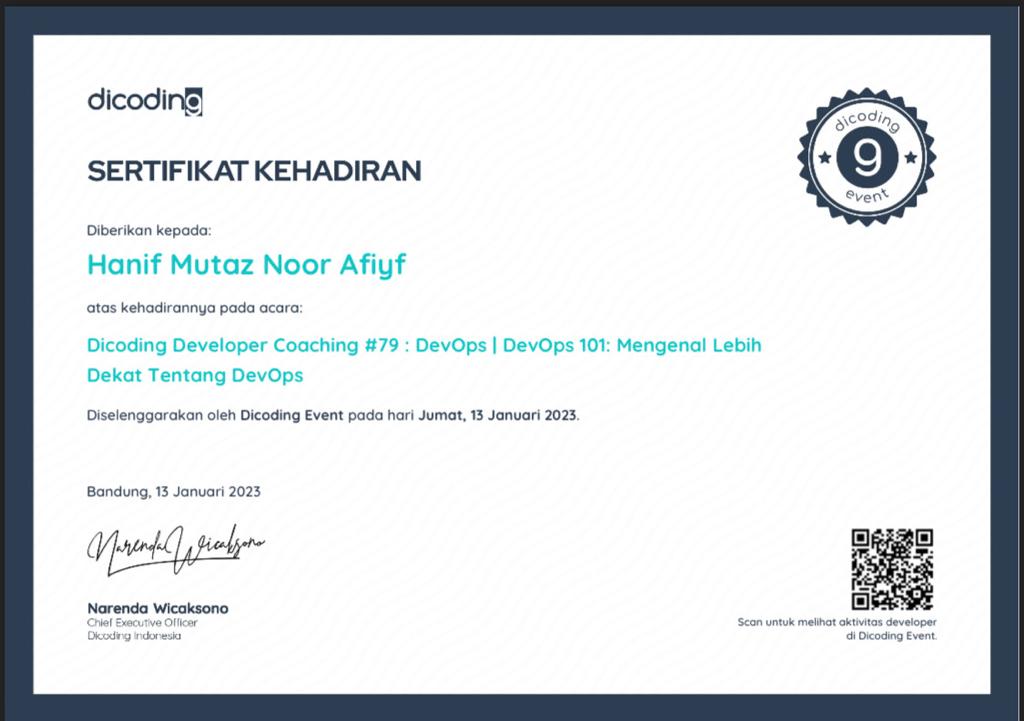 dicoding
dicoding
9
event
SERTIFIKAT KEHADIRAN
Diberikan kepada:
Hanif Mutaz Noor Afiyf
atas kehadirannya pada acara:
Dicoding Developer Coaching #79 : DevOps | DevOps 101: Mengenal Lebih
Dekat Tentang DevOps
Diselenggarakan oleh Dicoding Event pada hari Jumat, 13 Januari 2023.
Bandung, 13 Januari 2023
Narenda Wicaksono
Narenda Wicaksono
Chief Executive Officer
Dicoding Indonesia
Scan untuk melihat aktivitas developer
di Dicoding Event.